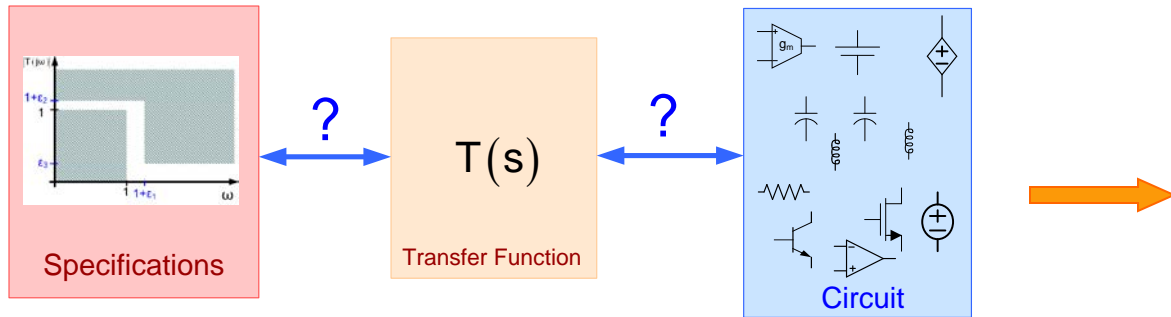 |T(jω)|
1+ε₂
1
ε₃
1
1+ε₁
ω
Specifications
?
T(s)
Transfer Function
?
gₘ
Circuit